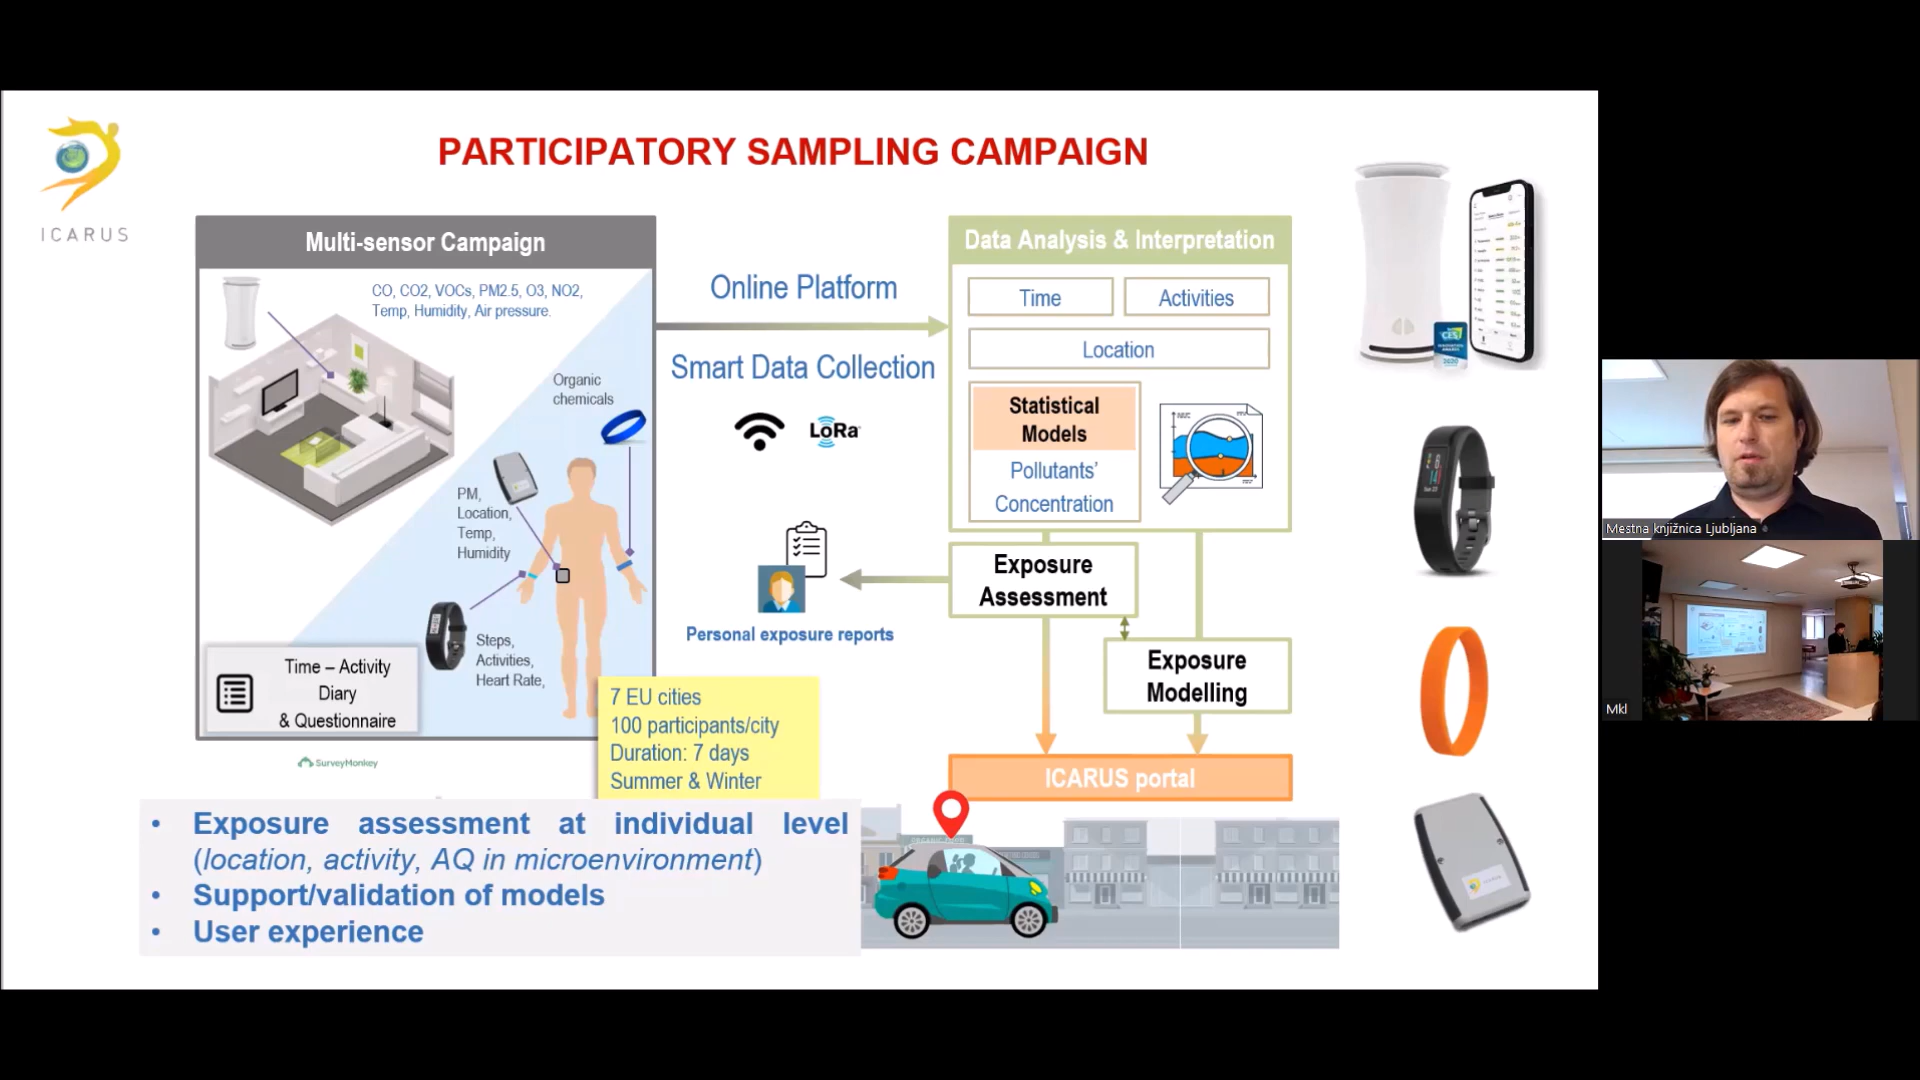 ICARUS
PARTICIPATORY SAMPLING CAMPAIGN
Multi-sensor Campaign
CO, CO2, VOCs, PM2.5, O3, NO2,
Temp, Humidity, Air pressure.
Organic
chemicals
PM,
Location,
Temp,
Humidity
Steps,
Activities,
Heart Rate,
Time – Activity
Diary
& Questionnaire
SurveyMonkey
7 EU cities
100 participants/city
Duration: 7 days
Summer & Winter
Online Platform
Smart Data Collection
LoRa
Personal exposure reports
Data Analysis & Interpretation
Time
Activities
Location
Statistical
Models
Pollutants’
Concentration
Exposure
Assessment
Exposure
Modelling
ICARUS portal
• Exposure assessment at individual level
(location, activity, AQ in microenvironment)
• Support/validation of models
• User experience
CES
2020
Mestna knjižnica Ljubljana
Mkl